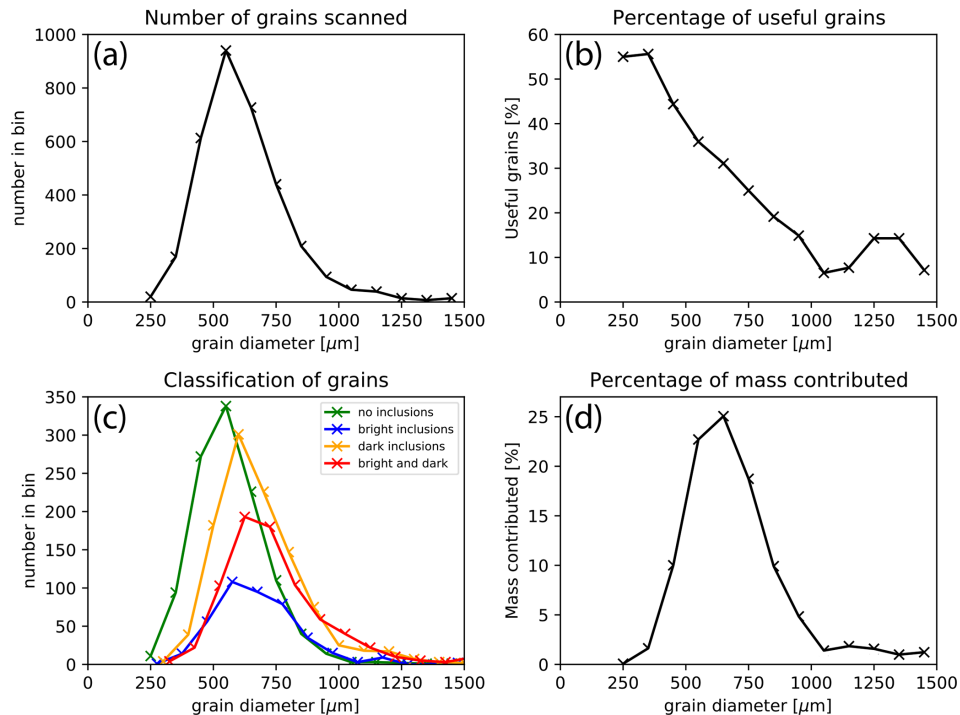 Number of grains scanned
(a)
number in bin
1000
800
600
400
200
0
0 250 500 750 1000 1250 1500
grain diameter [μm]
Percentage of useful grains
(b)
Useful grains [%]
60
50
40
30
20
10
0
0 250 500 750 1000 1250 1500
grain diameter [μm]
Classification of grains
(c)
number in bin
350
300
250
200
150
100
50
0
no inclusions
bright inclusions
dark inclusions
bright and dark
0 250 500 750 1000 1250 1500
grain diameter [μm]
Percentage of mass contributed
(d)
Mass contributed [%]
25
20
15
10
5
0
0 250 500 750 1000 1250 1500
grain diameter [μm]